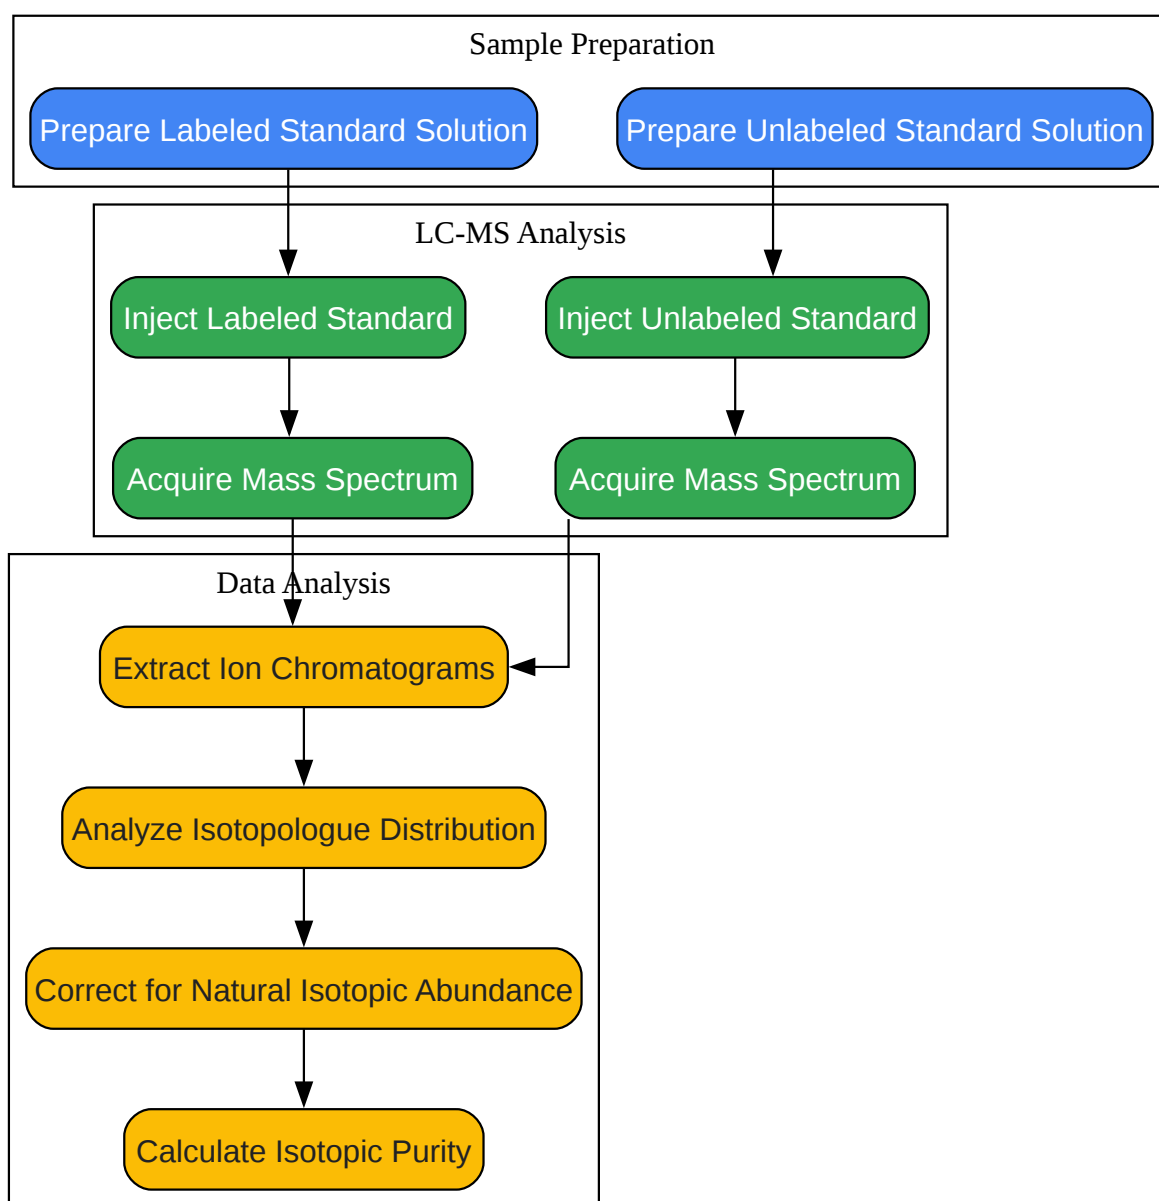 Sample Preparation
Prepare Labeled Standard Solution
Prepare Unlabeled Standard Solution
LC-MS Analysis
Inject Labeled Standard
Inject Unlabeled Standard
Acquire Mass Spectrum
Acquire Mass Spectrum
Data Analysis
Extract Ion Chromatograms
Analyze Isotopologue Distribution
Correct for Natural Isotopic Abundance
Calculate Isotopic Purity